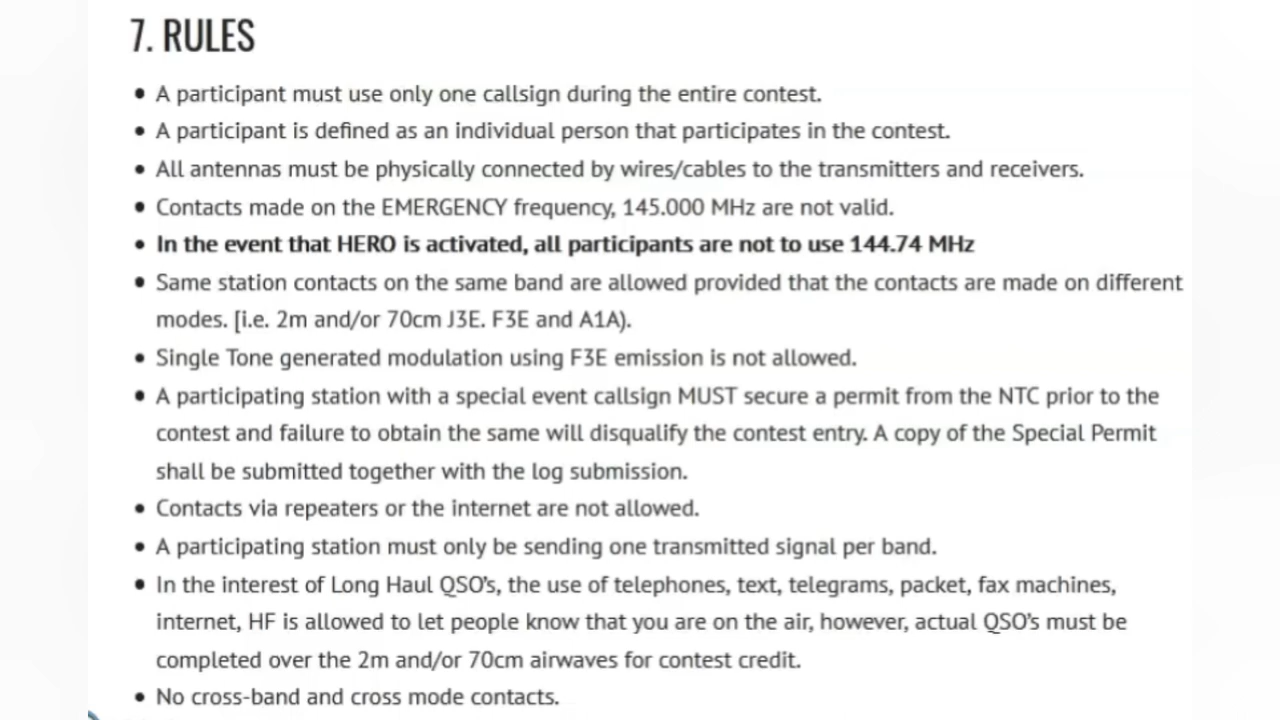 7. RULES
• A participant must use only one callsign during the entire contest.
• A participant is defined as an individual person that participates in the contest.
• All antennas must be physically connected by wires/cables to the transmitters and receivers.
• Contacts made on the EMERGENCY frequency, 145.000 MHz are not valid.
• In the event that HERO is activated, all participants are not to use 144.74 MHz
• Same station contacts on the same band are allowed provided that the contacts are made on different
modes. [i.e. 2m and/or 70cm J3E. F3E and A1A).
• Single Tone generated modulation using F3E emission is not allowed.
• A participating station with a special event callsign MUST secure a permit from the NTC prior to the
contest and failure to obtain the same will disqualify the contest entry. A copy of the Special Permit
shall be submitted together with the log submission.
• Contacts via repeaters or the internet are not allowed.
• A participating station must only be sending one transmitted signal per band.
• In the interest of Long Haul QSO’s, the use of telephones, text, telegrams, packet, fax machines,
internet, HF is allowed to let people know that you are on the air, however, actual QSO’s must be
completed over the 2m and/or 70cm airwaves for contest credit.
• No cross-band and cross mode contacts.